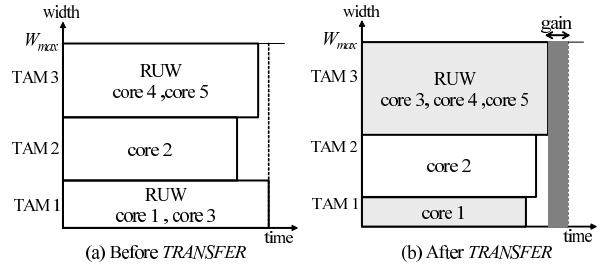 width
W_max
TAM 3
RUW
core 4 ,core 5
TAM 2
core 2
TAM 1
RUW
core 1 , core 3
time
(a) Before TRANSFER
width
gain
W_max
TAM 3
RUW
core 3, core 4 ,core 5
TAM 2
core 2
TAM 1
core 1
time
(b) After TRANSFER